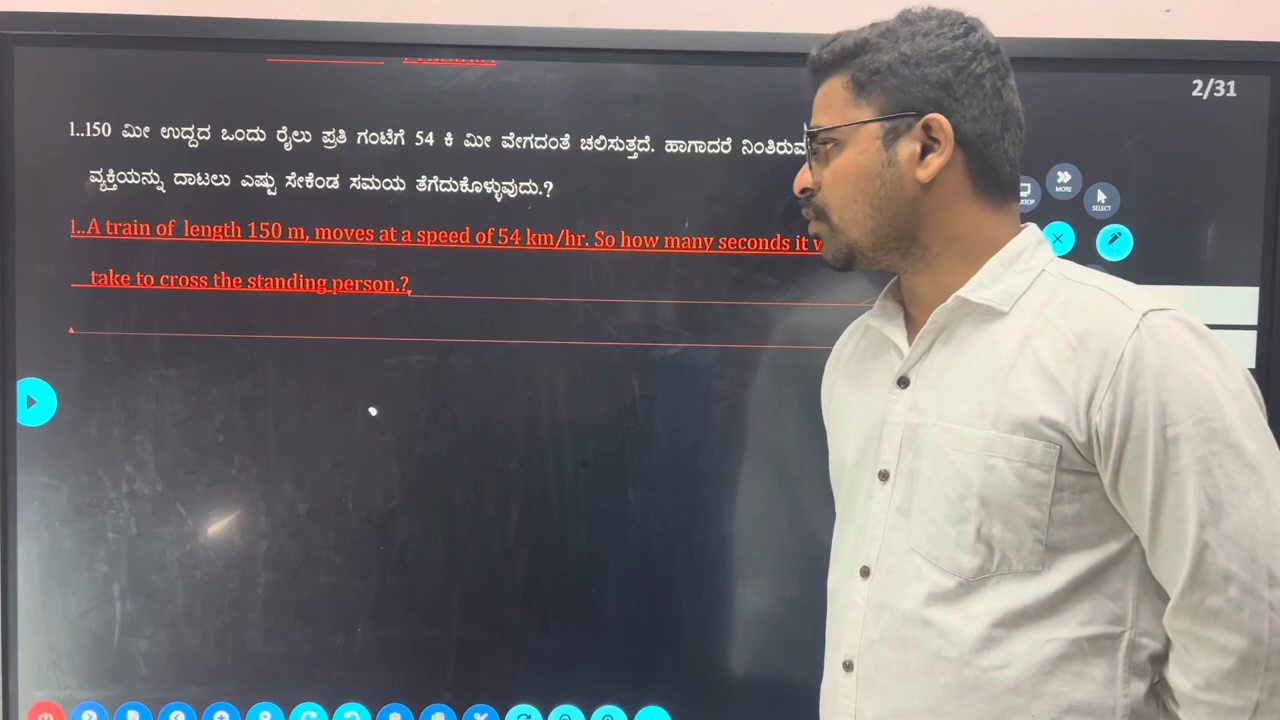 2/31
1..150 ಮೀ ಉದ್ದದ ಒಂದು ರೈಲು ಪ್ರತಿ ಗಂಟೆಗೆ 54 ಕಿ ಮೀ ವೇಗದಂತೆ ಚಲಿಸುತ್ತದೆ. ಹಾಗಾದರೆ
ವ್ಯಕ್ತಿಯನ್ನು ದಾಟಲು ಎಷ್ಟು ಸೇಕೆಂಡ ಸಮಯ ತೆಗೆದುಕೊಳ್ಳುವುದು.?
1..A train of length 150 m, moves at a speed of 54 km/hr. So how many seconds it
take to cross the standing person.?
MORE
SELECT